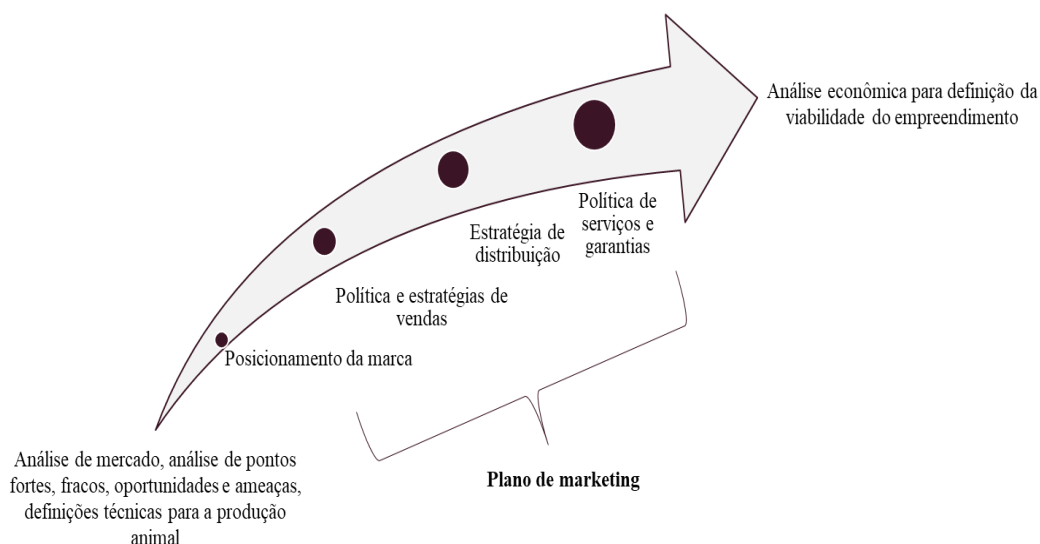 Análise econômica para definição da
viabilidade do empreendimento
Política de
serviços e
garantias
Estratégia de
distribuição
Política e estratégias de
vendas
Posicionamento da marca
Análise de mercado, análise de pontos
fortes, fracos, oportunidades e ameaças,
definições técnicas para a produção
animal
Plano de marketing